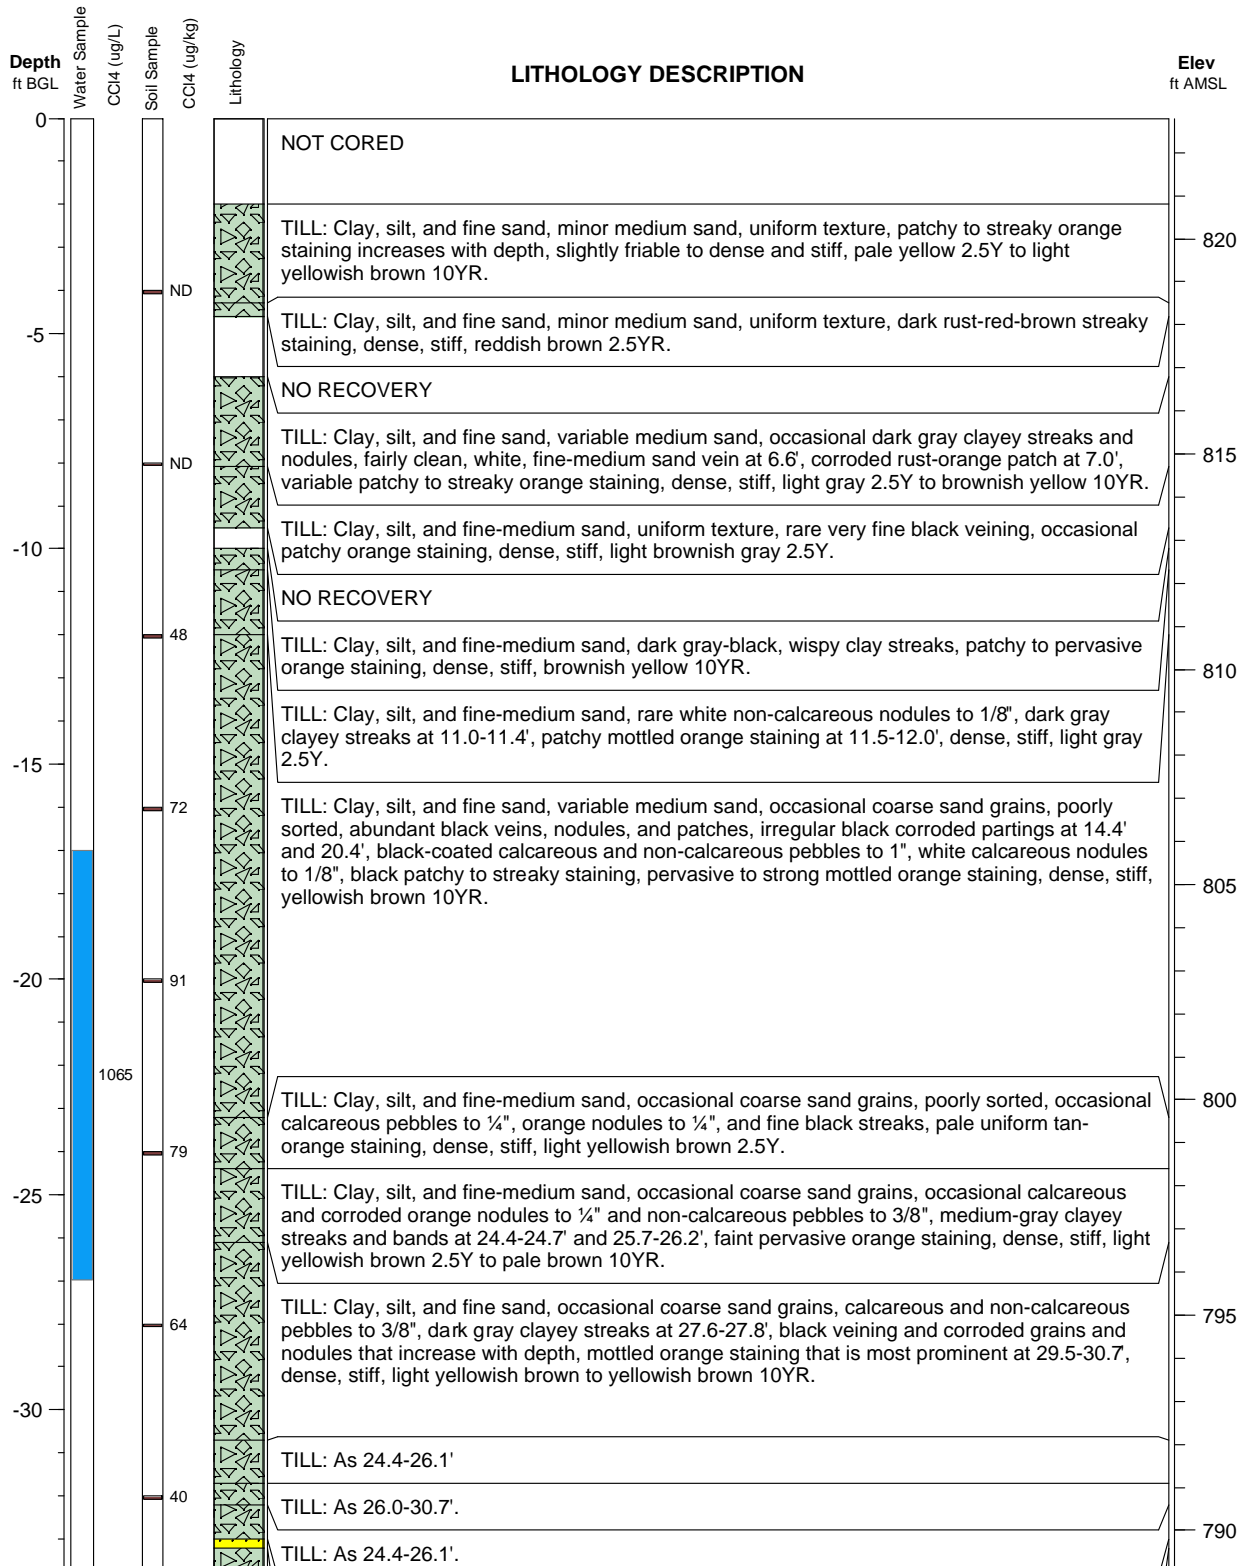 Depth
ft BGL
Water Sample
CCl4 (ug/L)
Soil Sample
CCl4 (ug/kg)
Lithology
LITHOLOGY DESCRIPTION
Elev
ft AMSL
0
NOT CORED
TILL: Clay, silt, and fine sand, minor medium sand, uniform texture, patchy to streaky orange
staining increases with depth, slightly friable to dense and stiff, pale yellow 2.5Y to light
yellowish brown 10YR.
820
ND
TILL: Clay, silt, and fine sand, minor medium sand, uniform texture, dark rust-red-brown streaky
staining, dense, stiff, reddish brown 2.5YR.
-5
NO RECOVERY
TILL: Clay, silt, and fine sand, variable medium sand, occasional dark gray clayey streaks and
nodules, fairly clean, white, fine-medium sand vein at 6.6', corroded rust-orange patch at 7.0',
variable patchy to streaky orange staining, dense, stiff, light gray 2.5Y to brownish yellow 10YR.
815
ND
TILL: Clay, silt, and fine-medium sand, uniform texture, rare very fine black veining, occasional
patchy orange staining, dense, stiff, light brownish gray 2.5Y.
-10
NO RECOVERY
48
TILL: Clay, silt, and fine-medium sand, dark gray-black, wispy clay streaks, patchy to pervasive
orange staining, dense, stiff, brownish yellow 10YR.
810
TILL: Clay, silt, and fine-medium sand, rare white non-calcareous nodules to 1/8", dark gray
clayey streaks at 11.0-11.4', patchy mottled orange staining at 11.5-12.0', dense, stiff, light gray
2.5Y.
-15
72
TILL: Clay, silt, and fine sand, variable medium sand, occasional coarse sand grains, poorly
sorted, abundant black veins, nodules, and patches, irregular black corroded partings at 14.4'
and 20.4', black-coated calcareous and non-calcareous pebbles to 1", white calcareous nodules
to 1/8", black patchy to streaky staining, pervasive to strong mottled orange staining, dense, stiff,
yellowish brown 10YR.
805
-20
91
1065
TILL: Clay, silt, and fine-medium sand, occasional coarse sand grains, poorly sorted, occasional
calcareous pebbles to ¼", orange nodules to ¼", and fine black streaks, pale uniform tan-
orange staining, dense, stiff, light yellowish brown 2.5Y.
800
79
-25
TILL: Clay, silt, and fine-medium sand, occasional coarse sand grains, occasional calcareous
and corroded orange nodules to ¼" and non-calcareous pebbles to 3/8", medium-gray clayey
streaks and bands at 24.4-24.7' and 25.7-26.2', faint pervasive orange staining, dense, stiff, light
yellowish brown 2.5Y to pale brown 10YR.
64
TILL: Clay, silt, and fine sand, occasional coarse sand grains, calcareous and non-calcareous
pebbles to 3/8", dark gray clayey streaks at 27.6-27.8', black veining and corroded grains and
nodules that increase with depth, mottled orange staining that is most prominent at 29.5-30.7',
dense, stiff, light yellowish brown to yellowish brown 10YR.
795
-30
TILL: As 24.4-26.1'
40
TILL: As 26.0-30.7'.
790
TILL: As 24.4-26.1'.